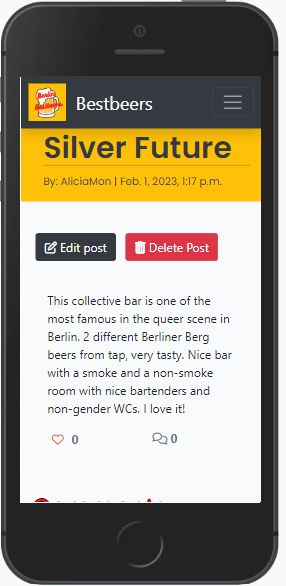 Bestbeers
Silver Future
By: AliciaMon | Feb. 1, 2023, 1:17 p.m.
Edit post
Delete Post
This collective bar is one of the
most famous in the queer scene in
Berlin. 2 different Berliner Berg
beers from tap, very tasty. Nice bar
with a smoke and a non-smoke
room with nice bartenders and
non-gender WCs. I love it!
0
0